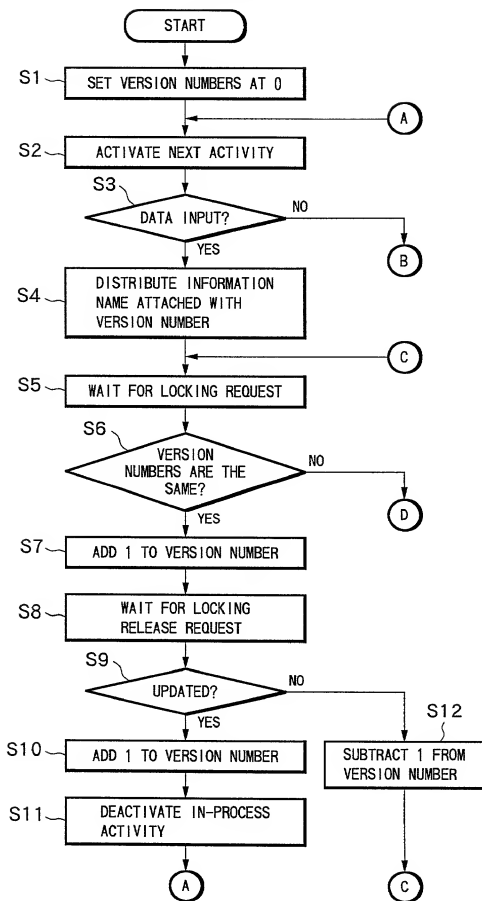 START
S1
SET VERSION NUMBERS AT 0
A
S2
ACTIVATE NEXT ACTIVITY
S3
DATA INPUT?
NO
B
YES
S4
DISTRIBUTE INFORMATION
NAME ATTACHED WITH
VERSION NUMBER
C
S5
WAIT FOR LOCKING REQUEST
S6
VERSION
NUMBERS ARE THE
SAME?
NO
D
YES
S7
ADD 1 TO VERSION NUMBER
S8
WAIT FOR LOCKING
RELEASE REQUEST
S9
UPDATED?
NO
YES
S12
SUBTRACT 1 FROM
VERSION NUMBER
S10
ADD 1 TO VERSION NUMBER
S11
DEACTIVATE IN-PROCESS
ACTIVITY
A
C